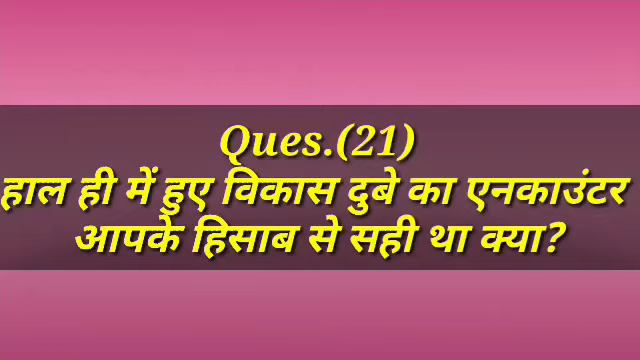 Ques.(21)
हाल ही में हुए विकास दुबे का एनकाउंटर
आपके हिसाब से सही था क्या?